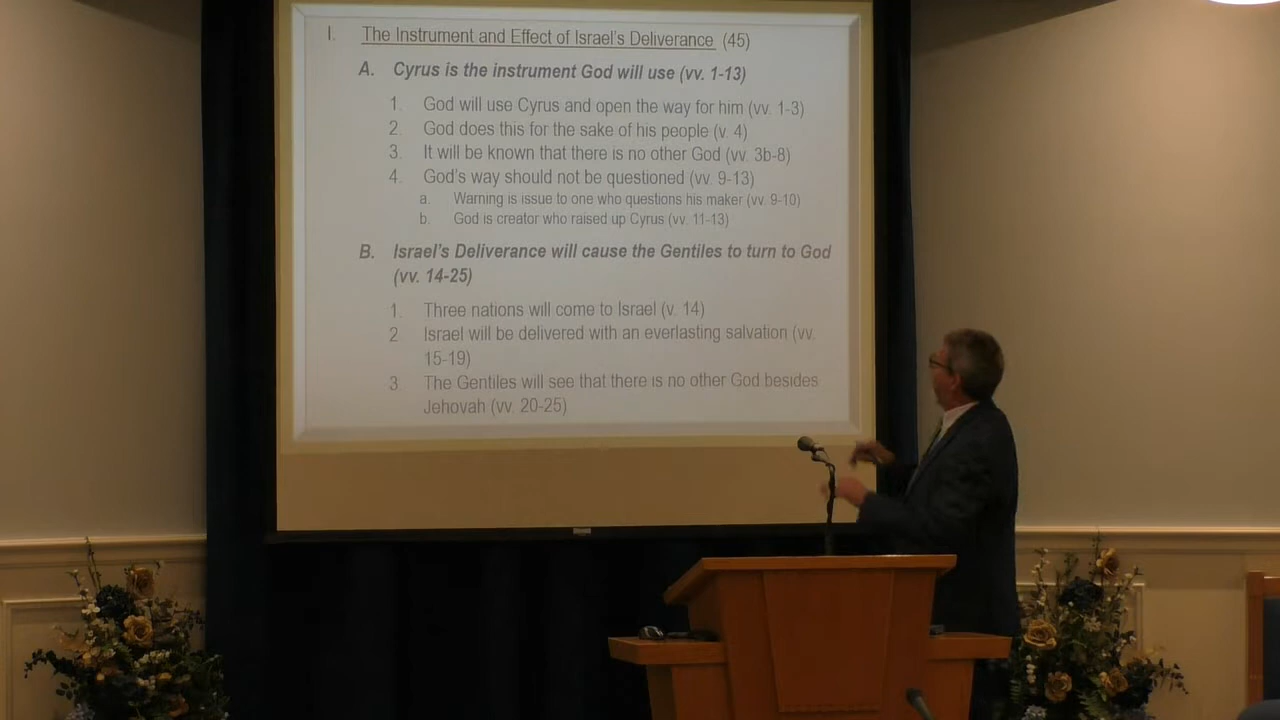 I. The Instrument and Effect of Israel's Deliverance (45)
A. Cyrus is the instrument God will use (vv. 1-13)
1. God will use Cyrus and open the way for him (vv. 1-3)
2. God does this for the sake of his people (v. 4)
3. It will be known that there is no other God (vv. 3b-8)
4. God's way should not be questioned (vv. 9-13)
a. Warning is issue to one who questions his maker (vv. 9-10)
b. God is creator who raised up Cyrus (vv. 11-13)
B. Israel's Deliverance will cause the Gentiles to turn to God
(vv. 14-25)
1. Three nations will come to Israel (v. 14)
2 Israel will be delivered with an everlasting salvation (vv.
15-19)
3. The Gentiles will see that there is no other God besides
Jehovah (vv. 20-25)